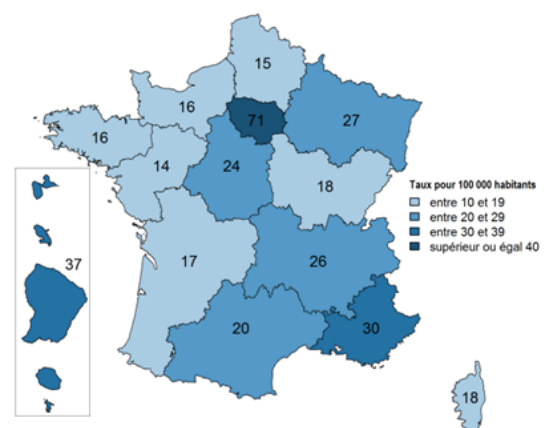 15
16
71
27
16
14
24
18
Taux pour 100 000 habitants
entre 10 et 19
entre 20 et 29
entre 30 et 39
supérieur ou égal 40
37
17
26
20
30
18